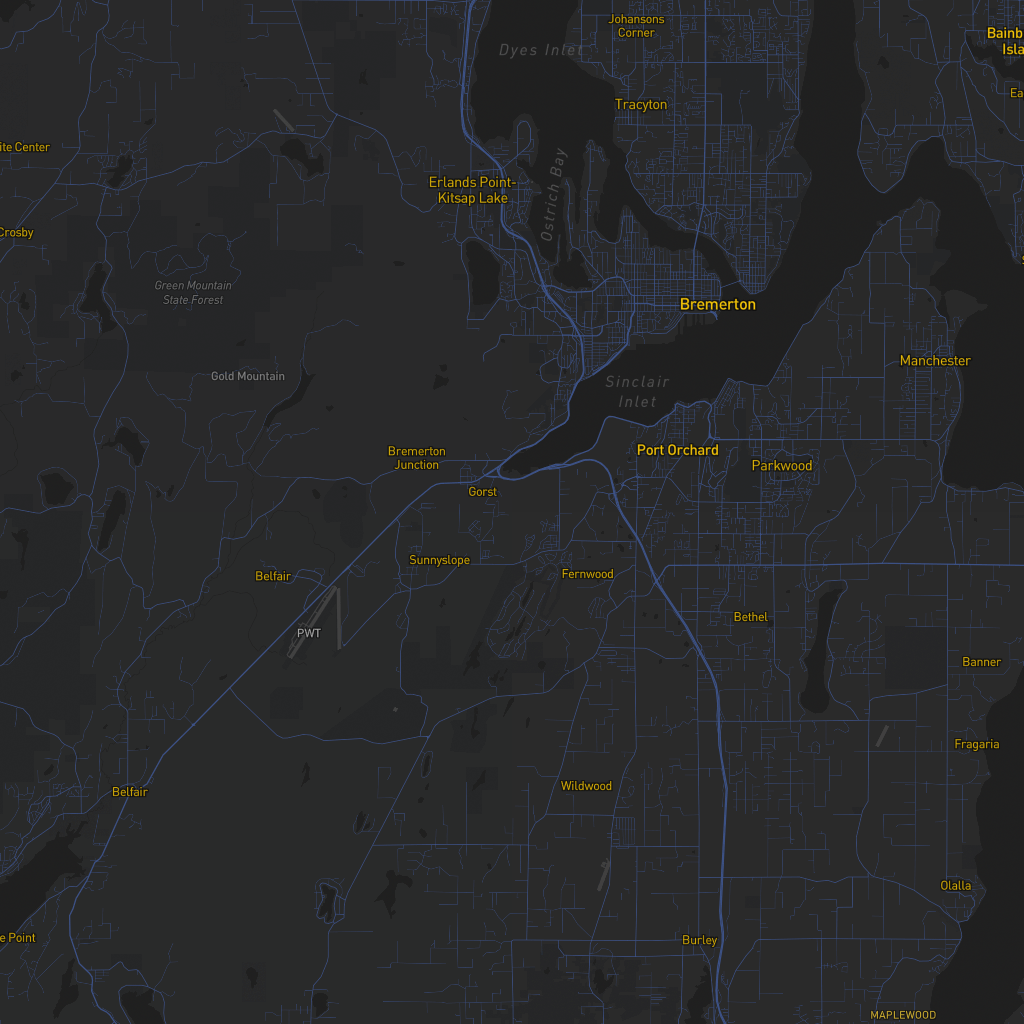 Johansons
Corner
Dyes Inlet
Tracyton
ite Center
Erlands Point-
Kitsap Lake
Ostrich Bay
Crosby
Green Mountain
State Forest
Bremerton
Manchester
Gold Mountain
Sinclair
Inlet
Bremerton
Junction
Port Orchard
Parkwood
Gorst
Sunnyslope
Belfair
Fernwood
Bethel
PWT
Banner
Fragaria
Wildwood
Belfair
Olalla
e Point
Burley
MAPLEWOOD